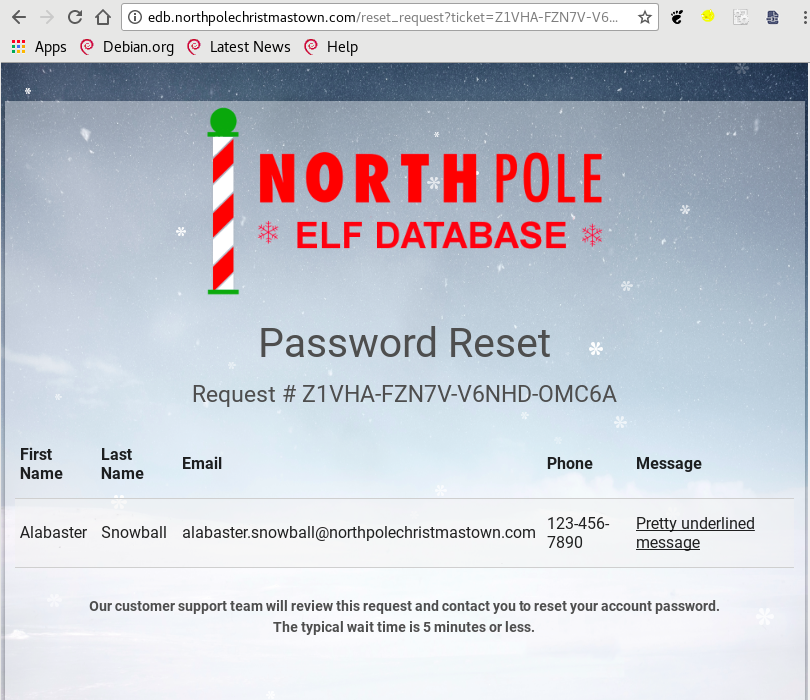 edb.northpolechristmastown.com/reset_request?ticket=Z1VHA-FZN7V-V6...
Apps Debian.org Latest News Help
NORTH POLE
ELF DATABASE
Password Reset
Request # Z1VHA-FZN7V-V6NHD-OMC6A
First Name Last Name Email Phone Message
Alabaster Snowball alabaster.snowball@northpolechristmastown.com 123-456-7890 Pretty underlined message
Our customer support team will review this request and contact you to reset your account password.
The typical wait time is 5 minutes or less.